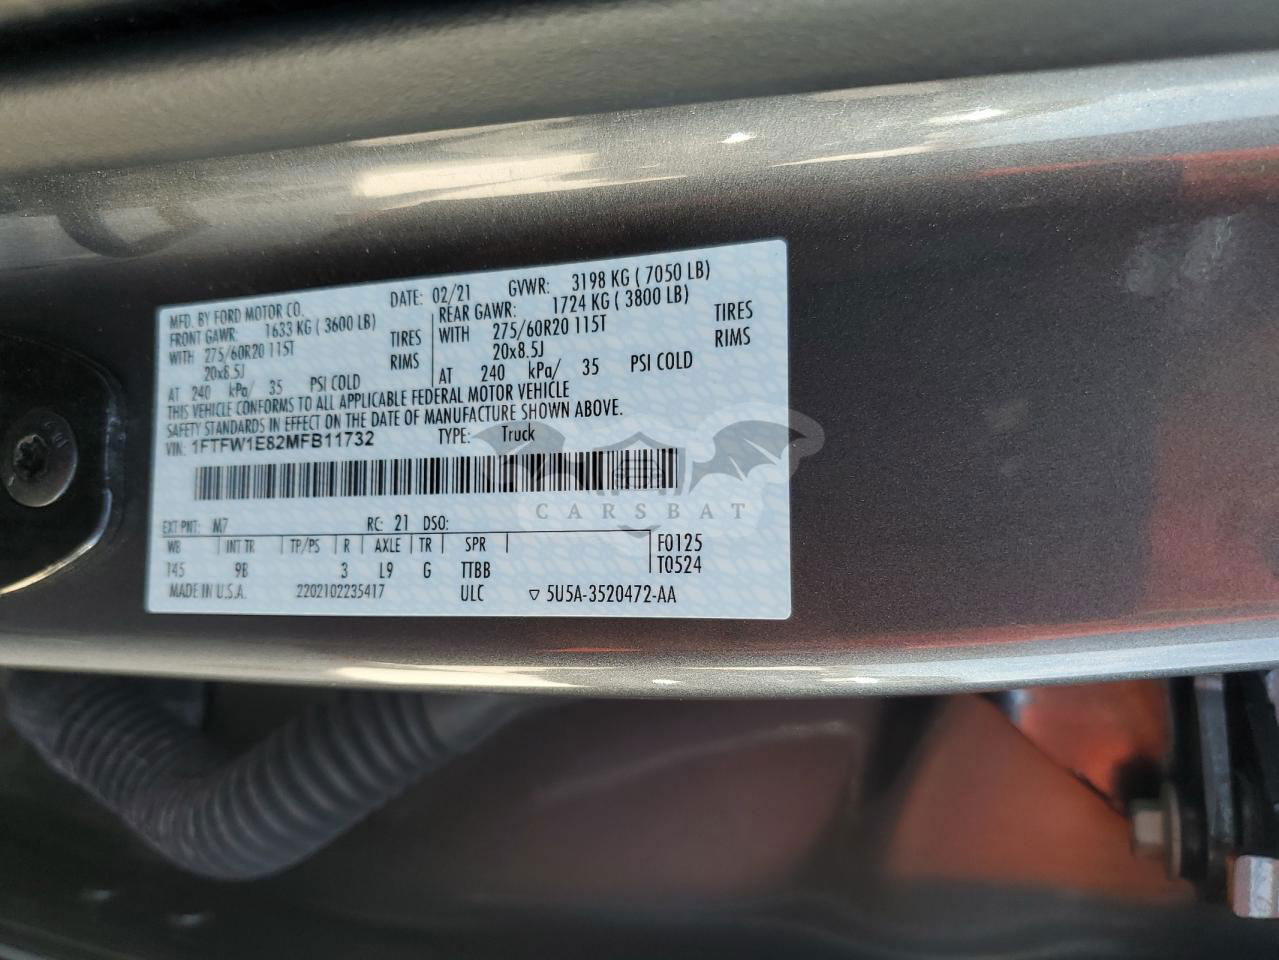 MFD. BY FORD MOTOR CO.
DATE: 02/21 GVWR: 3198 KG ( 7050 LB)
FRONT GAWR: 1633 KG ( 3600 LB)
WITH 275/60R20 115T TIRES
20x8.5J RIMS
AT 240 kPa/ 35 PSI COLD
REAR GAWR: 1724 KG ( 3800 LB)
WITH 275/60R20 115T TIRES
20x8.5J RIMS
AT 240 kPa/ 35 PSI COLD
THIS VEHICLE CONFORMS TO ALL APPLICABLE FEDERAL MOTOR VEHICLE
SAFETY STANDARDS IN EFFECT ON THE DATE OF MANUFACTURE SHOWN ABOVE.
VIN: 1FTFW1E82MFB11732 TYPE: Truck
CARSBAT
EXT PNT: M7 RC: 21 DSO:
WB INT TR TP/PS R AXLE TR SPR F0125
145 9B 3 L9 G TTBB T0524
MADE IN U.S.A. 2202102235417 ULC ▽ 5U5A-3520472-AA